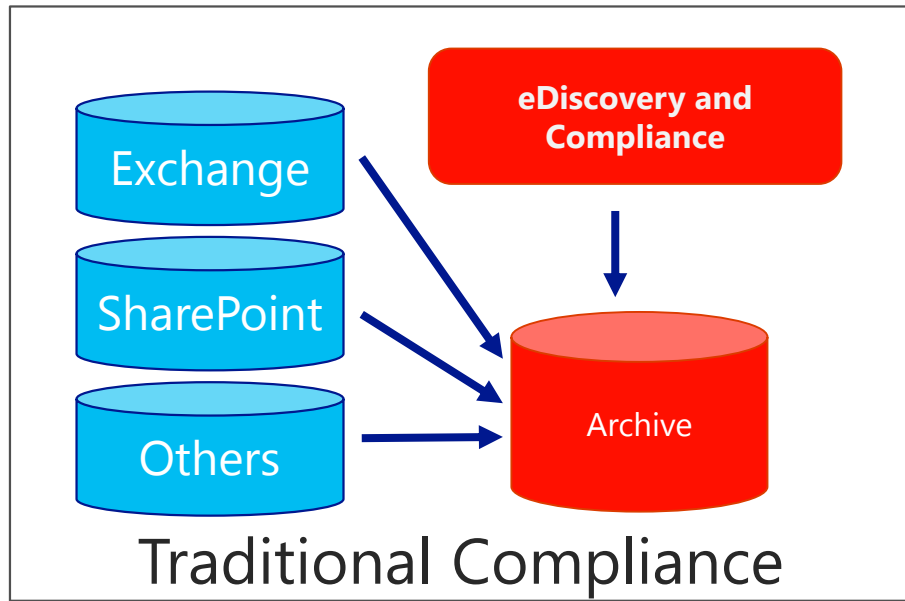 Exchange
SharePoint
Others
eDiscovery and
Compliance
Archive
Traditional Compliance